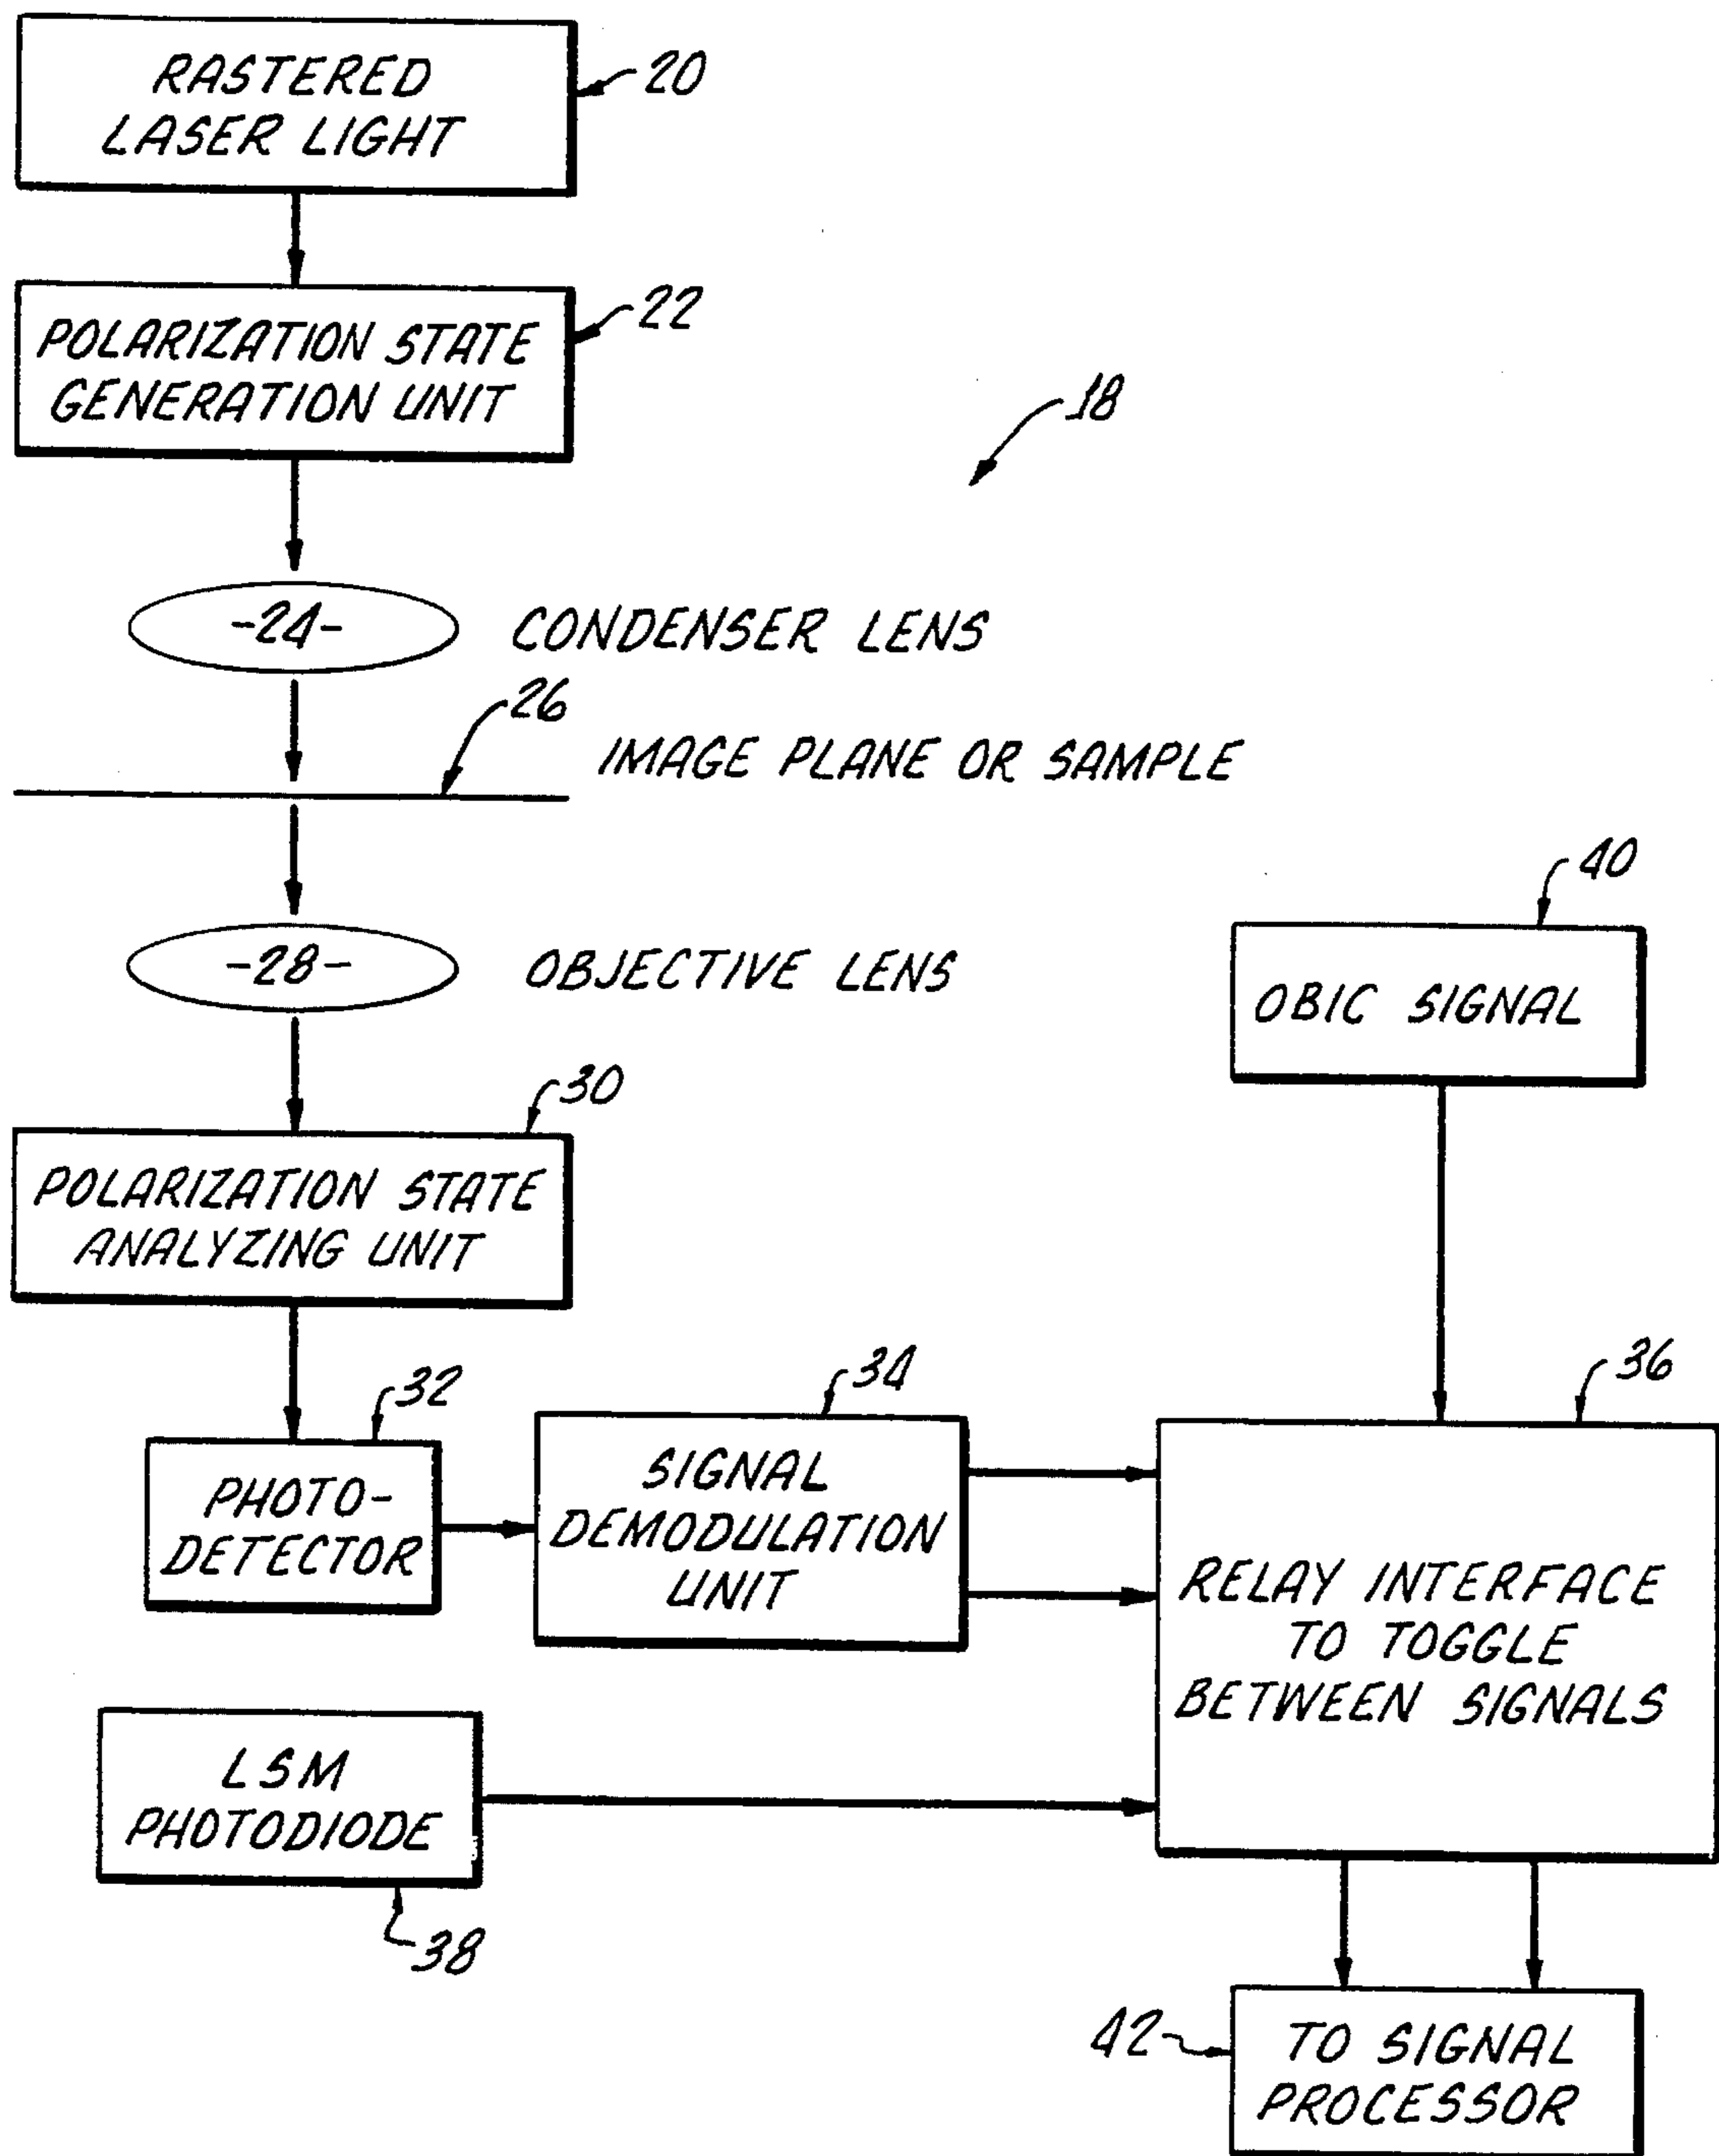 RASTERED
LASER LIGHT
20
POLARIZATION STATE
GENERATION UNIT
22
18
-24-
CONDENSER LENS
26
IMAGE PLANE OR SAMPLE
-28-
OBJECTIVE LENS
40
OBIC SIGNAL
30
POLARIZATION STATE
ANALYZING UNIT
32
PHOTO-
DETECTOR
34
SIGNAL
DEMODULATION
UNIT
36
RELAY INTERFACE
TO TOGGLE
BETWEEN SIGNALS
LSM
PHOTODIODE
38
42
TO SIGNAL
PROCESSOR